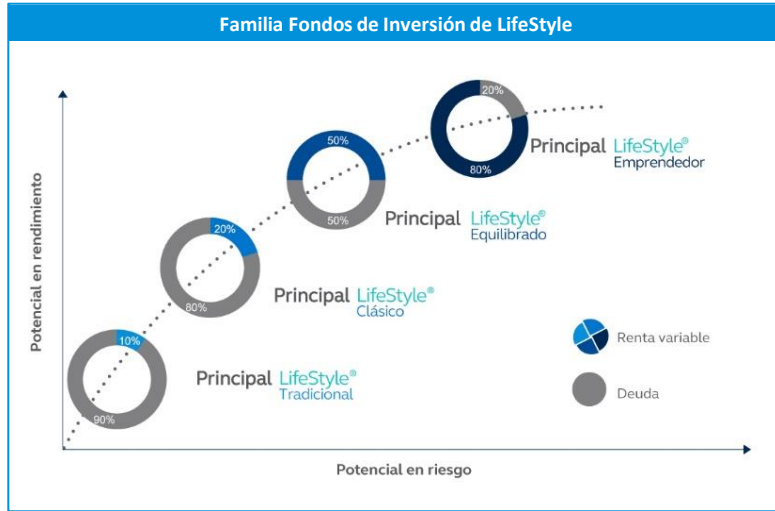 Familia Fondos de Inversión de LifeStyle
Potencial en rendimiento
20%
80%
Principal LifeStyle®
Emprendedor
50%
50%
Principal LifeStyle®
Equilibrado
20%
80%
Principal LifeStyle®
Clásico
10%
90%
Principal LifeStyle®
Tradicional
Renta variable
Deuda
Potencial en riesgo